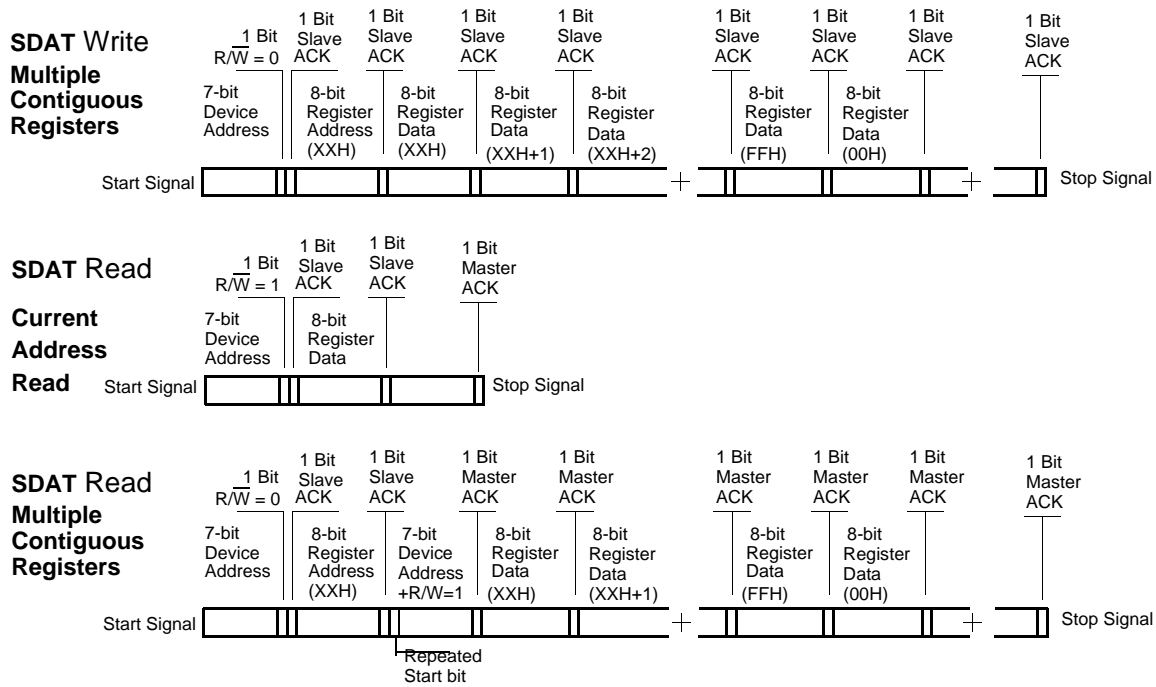 SDAT Write
Multiple
Contiguous
Registers
1 Bit
R/W = 0
1 Bit
Slave
ACK
1 Bit
Slave
ACK
1 Bit
Slave
ACK
1 Bit
Slave
ACK
1 Bit
Slave
ACK
1 Bit
Slave
ACK
1 Bit
Slave
ACK
1 Bit
Slave
ACK
7-bit
Device
Address
8-bit
Register
Address
(XXH)
8-bit
Register
Data
(XXH)
8-bit
Register
Data
(XXH+1)
8-bit
Register
Data
(XXH+2)
8-bit
Register
Data
(FFH)
8-bit
Register
Data
(00H)
Start Signal
Stop Signal
SDAT Read
Current
Address
Read
1 Bit
R/W = 1
1 Bit
Slave
ACK
1 Bit
Slave
ACK
1 Bit
Master
ACK
7-bit
Device
Address
8-bit
Register
Data
Start Signal
Stop Signal
SDAT Read
Multiple
Contiguous
Registers
1 Bit
R/W = 0
1 Bit
Slave
ACK
1 Bit
Slave
ACK
1 Bit
Master
ACK
1 Bit
Master
ACK
1 Bit
Master
ACK
1 Bit
Master
ACK
1 Bit
Master
ACK
1 Bit
Master
ACK
7-bit
Device
Address
8-bit
Register
Address
(XXH)
7-bit
Device
Address
+R/W=1
8-bit
Register
Data
(XXH)
8-bit
Register
Data
(XXH+1)
8-bit
Register
Data
(FFH)
8-bit
Register
Data
(00H)
Start Signal
Stop Signal
Repeated
Start bit